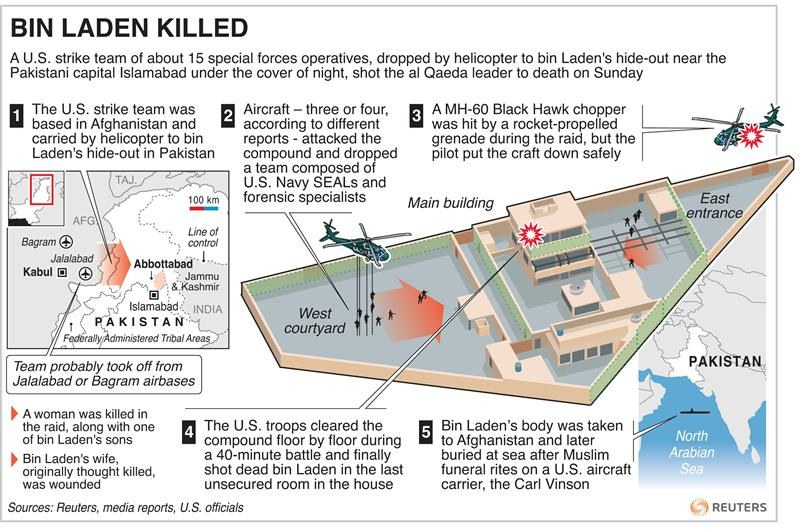 BIN LADEN KILLED
A U.S. strike team of about 15 special forces operatives, dropped by helicopter to bin Laden's hide-out near the
Pakistani capital Islamabad under the cover of night, shot the al Qaeda leader to death on Sunday
1
The U.S. strike team was
based in Afghanistan and
carried by helicopter to bin
Laden's hide-out in Pakistan
2
Aircraft – three or four,
according to different
reports - attacked the
compound and dropped
a team composed of
U.S. Navy SEALs and
forensic specialists
3
A MH-60 Black Hawk chopper
was hit by a rocket-propelled
grenade during the raid, but the
pilot put the craft down safely
TAJ.
100 km
AFG.
Line of
control
Bagram
Jalalabad
Kabul
Abbottabad
Jammu
& Kashmir
Islamabad
INDIA
PAKISTAN
Federally Administered Tribal Areas
Team probably took off from
Jalalabad or Bagram airbases
Main building
East
entrance
West
courtyard
A woman was killed in
the raid, along with one
of bin Laden's sons
Bin Laden's wife,
originally thought killed,
was wounded
4
The U.S. troops cleared the
compound floor by floor during
a 40-minute battle and finally
shot dead bin Laden in the last
unsecured room in the house
5
Bin Laden's body was taken
to Afghanistan and later
buried at sea after Muslim
funeral rites on a U.S. aircraft
carrier, the Carl Vinson
PAKISTAN
North
Arabian
Sea
Sources: Reuters, media reports, U.S. officials
REUTERS